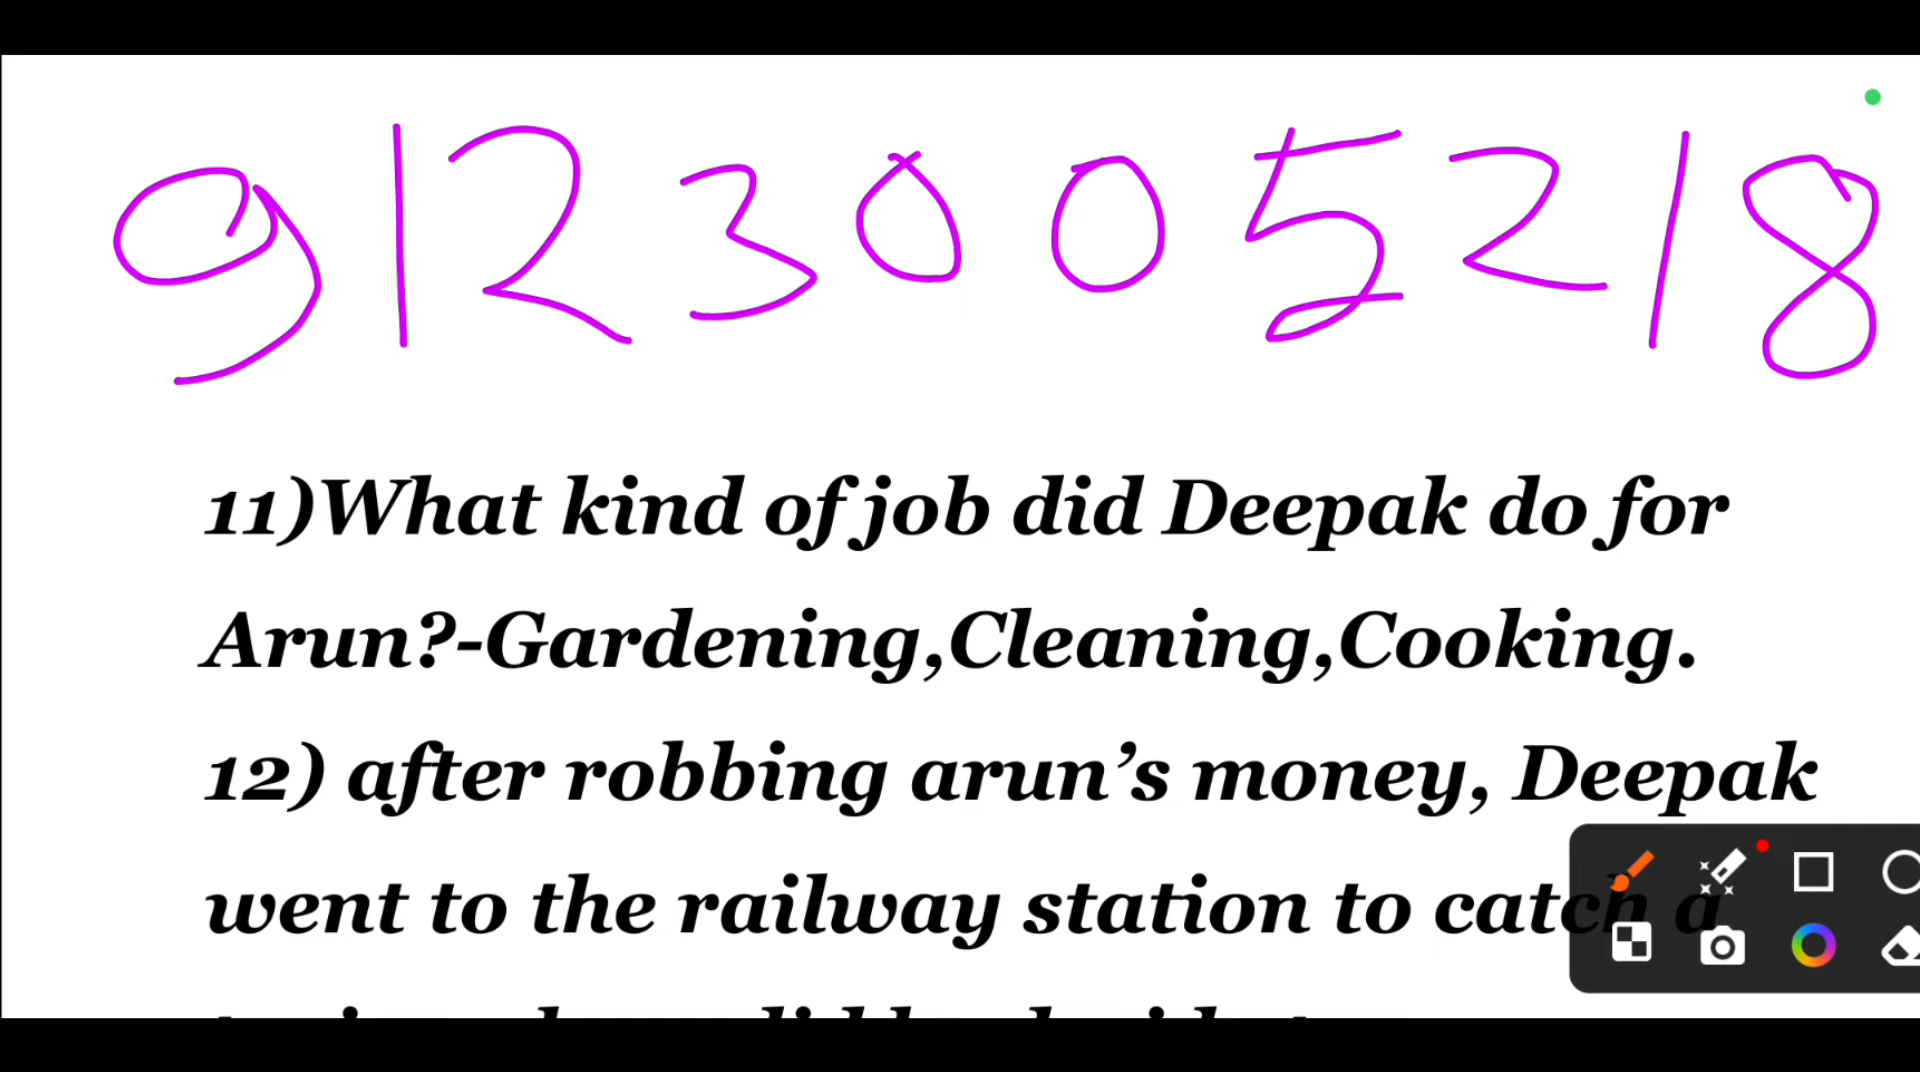 9123005218
11)What kind of job did Deepak do for
Arun?-Gardening,Cleaning,Cooking.
12) after robbing arun’s money, Deepak
went to the railway station to catch a